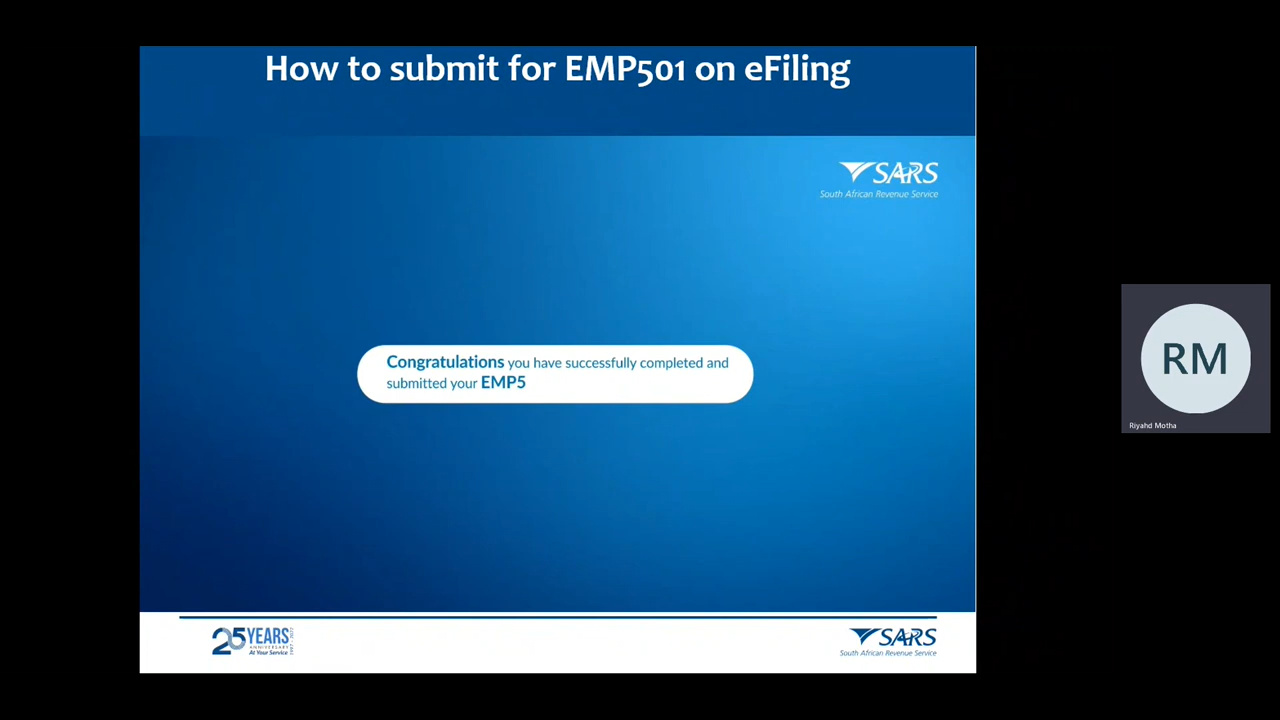 How to submit for EMP501 on eFiling
SARS
South African Revenue Service
Congratulations you have successfully completed and
submitted your EMP5
RM
Riyahd Motha
25 YEARS
ANNIVERSARY
At Your Service
SARS
South African Revenue Service